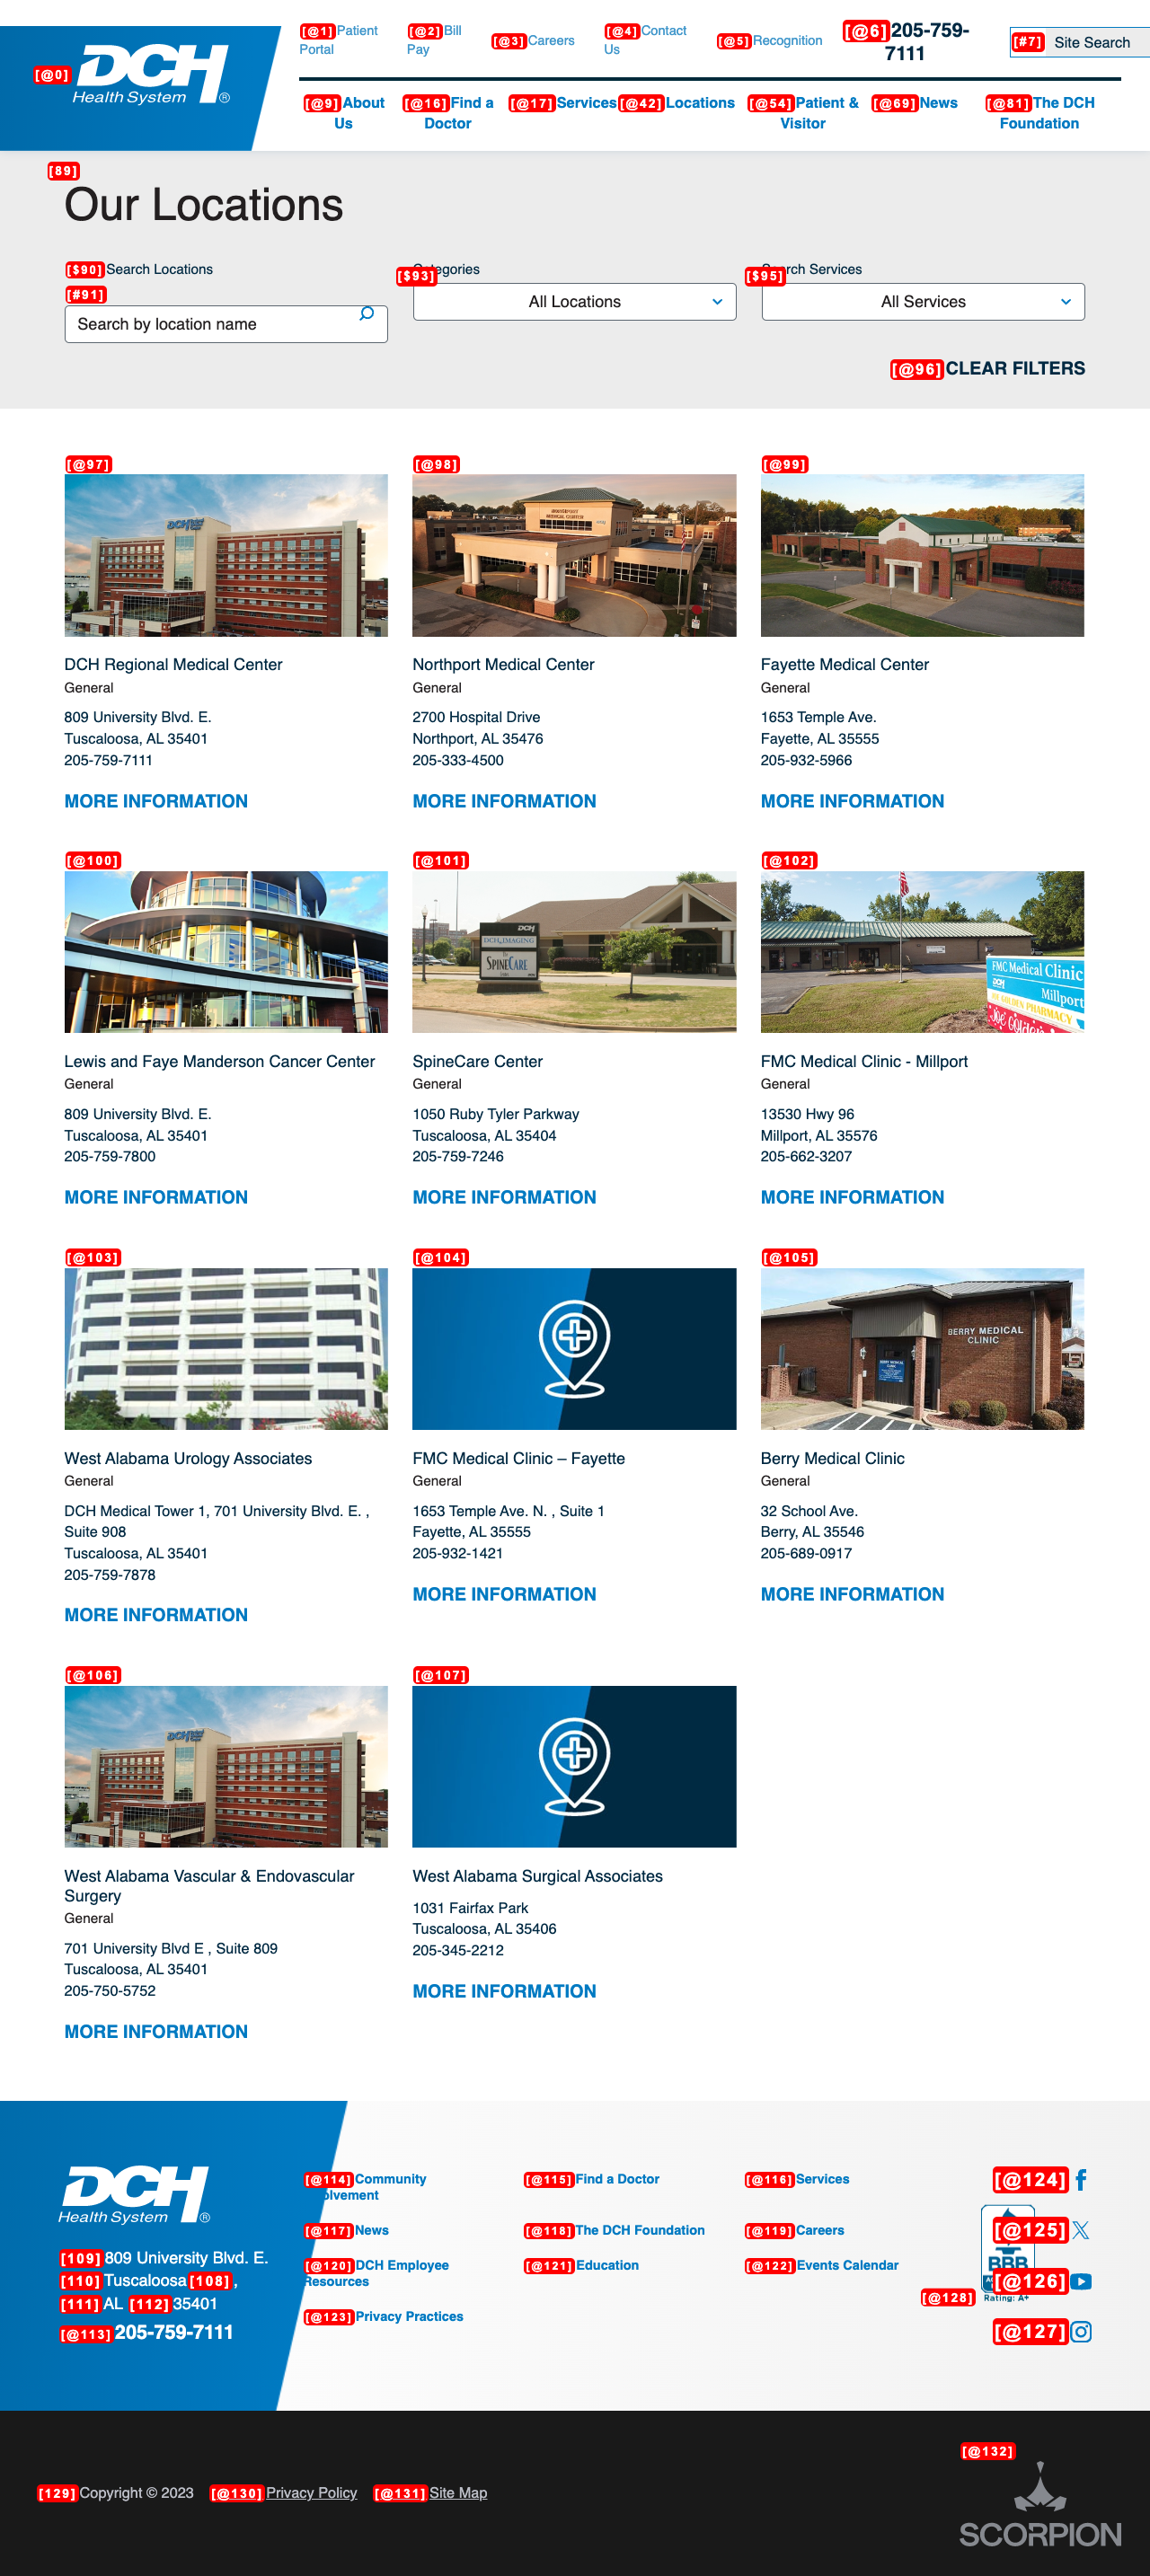 [@0] DCH
Health System®
[@1] Patient Portal
[@2] Bill Pay
[@3] Careers
[@4] Contact Us
[@5] Recognition
[@6] 205-759-7111
[#7] Site Search
[@9] About Us
[@16] Find a Doctor
[@17] Services
[@42] Locations
[@54] Patient & Visitor
[@69] News
[@81] The DCH Foundation
[89]
Our Locations
[$90] Search Locations
[#91]
Search by location name
[$93] Categories
All Locations
[$95] Search Services
All Services
[@96] CLEAR FILTERS
[@97]
DCH
DCH Regional Medical Center
General
809 University Blvd. E.
Tuscaloosa, AL 35401
205-759-7111
MORE INFORMATION
[@98]
NORTHPORT
MEDICAL CENTER
Northport Medical Center
General
2700 Hospital Drive
Northport, AL 35476
205-333-4500
MORE INFORMATION
[@99]
Fayette Medical Center
General
1653 Temple Ave.
Fayette, AL 35555
205-932-5966
MORE INFORMATION
[@100]
Lewis and Faye Manderson Cancer Center
General
809 University Blvd. E.
Tuscaloosa, AL 35401
205-759-7800
MORE INFORMATION
[@101]
DCH
DCH IMAGING
SPINECARE
SpineCare Center
General
1050 Ruby Tyler Parkway
Tuscaloosa, AL 35404
205-759-7246
MORE INFORMATION
[@102]
FMC Medical Clinic
DCH Millport
GOLDEN PHARMACY
FMC Medical Clinic - Millport
General
13530 Hwy 96
Millport, AL 35576
205-662-3207
MORE INFORMATION
[@103]
West Alabama Urology Associates
General
DCH Medical Tower 1, 701 University Blvd. E. ,
Suite 908
Tuscaloosa, AL 35401
205-759-7878
MORE INFORMATION
[@104]
FMC Medical Clinic – Fayette
General
1653 Temple Ave. N. , Suite 1
Fayette, AL 35555
205-932-1421
MORE INFORMATION
[@105]
BERRY MEDICAL
CLINIC
Berry Medical Clinic
General
32 School Ave.
Berry, AL 35546
205-689-0917
MORE INFORMATION
[@106]
DCH
West Alabama Vascular & Endovascular
Surgery
General
701 University Blvd E , Suite 809
Tuscaloosa, AL 35401
205-750-5752
MORE INFORMATION
[@107]
West Alabama Surgical Associates
1031 Fairfax Park
Tuscaloosa, AL 35406
205-345-2212
MORE INFORMATION
DCH
Health System®
[109] 809 University Blvd. E.
[110] Tuscaloosa [108] ,
[111] AL [112] 35401
[@113] 205-759-7111
[@114] Community
[@115] Find a Doctor
[@116] Services
[@117] News
[@118] The DCH Foundation
[@119] Careers
[@120] DCH Employee
Resources
[@121] Education
[@122] Events Calendar
[@123] Privacy Practices
[@124]
[@125]
[@126]
[@127]
[@128]
BBB
Rating: A+
[129] Copyright © 2023
[@130] Privacy Policy
[@131] Site Map
[@132]
SCORPION